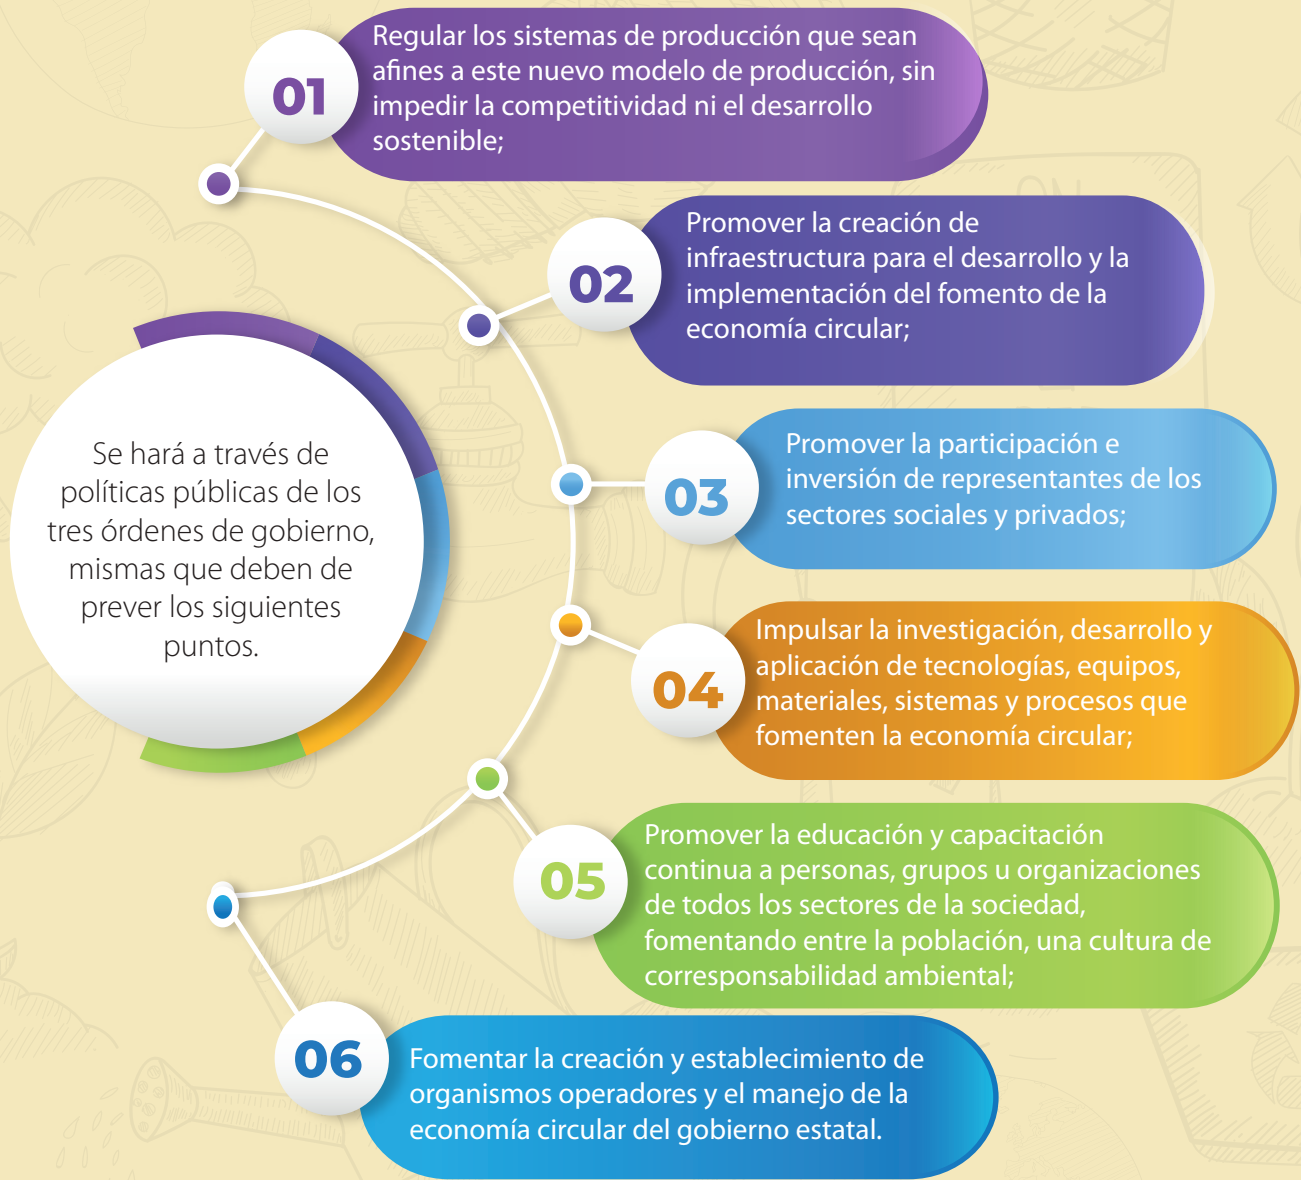 Se hará a través de
políticas públicas de los
tres órdenes de gobierno,
mismas que deben de
prever los siguientes
puntos.
01
Regular los sistemas de producción que sean
afines a este nuevo modelo de producción, sin
impedir la competitividad ni el desarrollo
sostenible;
02
Promover la creación de
infraestructura para el desarrollo y la
implementación del fomento de la
economía circular;
03
Promover la participación e
inversión de representantes de los
sectores sociales y privados;
04
Impulsar la investigación, desarrollo y
aplicación de tecnologías, equipos,
materiales, sistemas y procesos que
fomenten la economía circular;
05
Promover la educación y capacitación
continua a personas, grupos u organizaciones
de todos los sectores de la sociedad,
fomentando entre la población, una cultura de
corresponsabilidad ambiental;
06
Fomentar la creación y establecimiento de
organismos operadores y el manejo de la
economía circular del gobierno estatal.